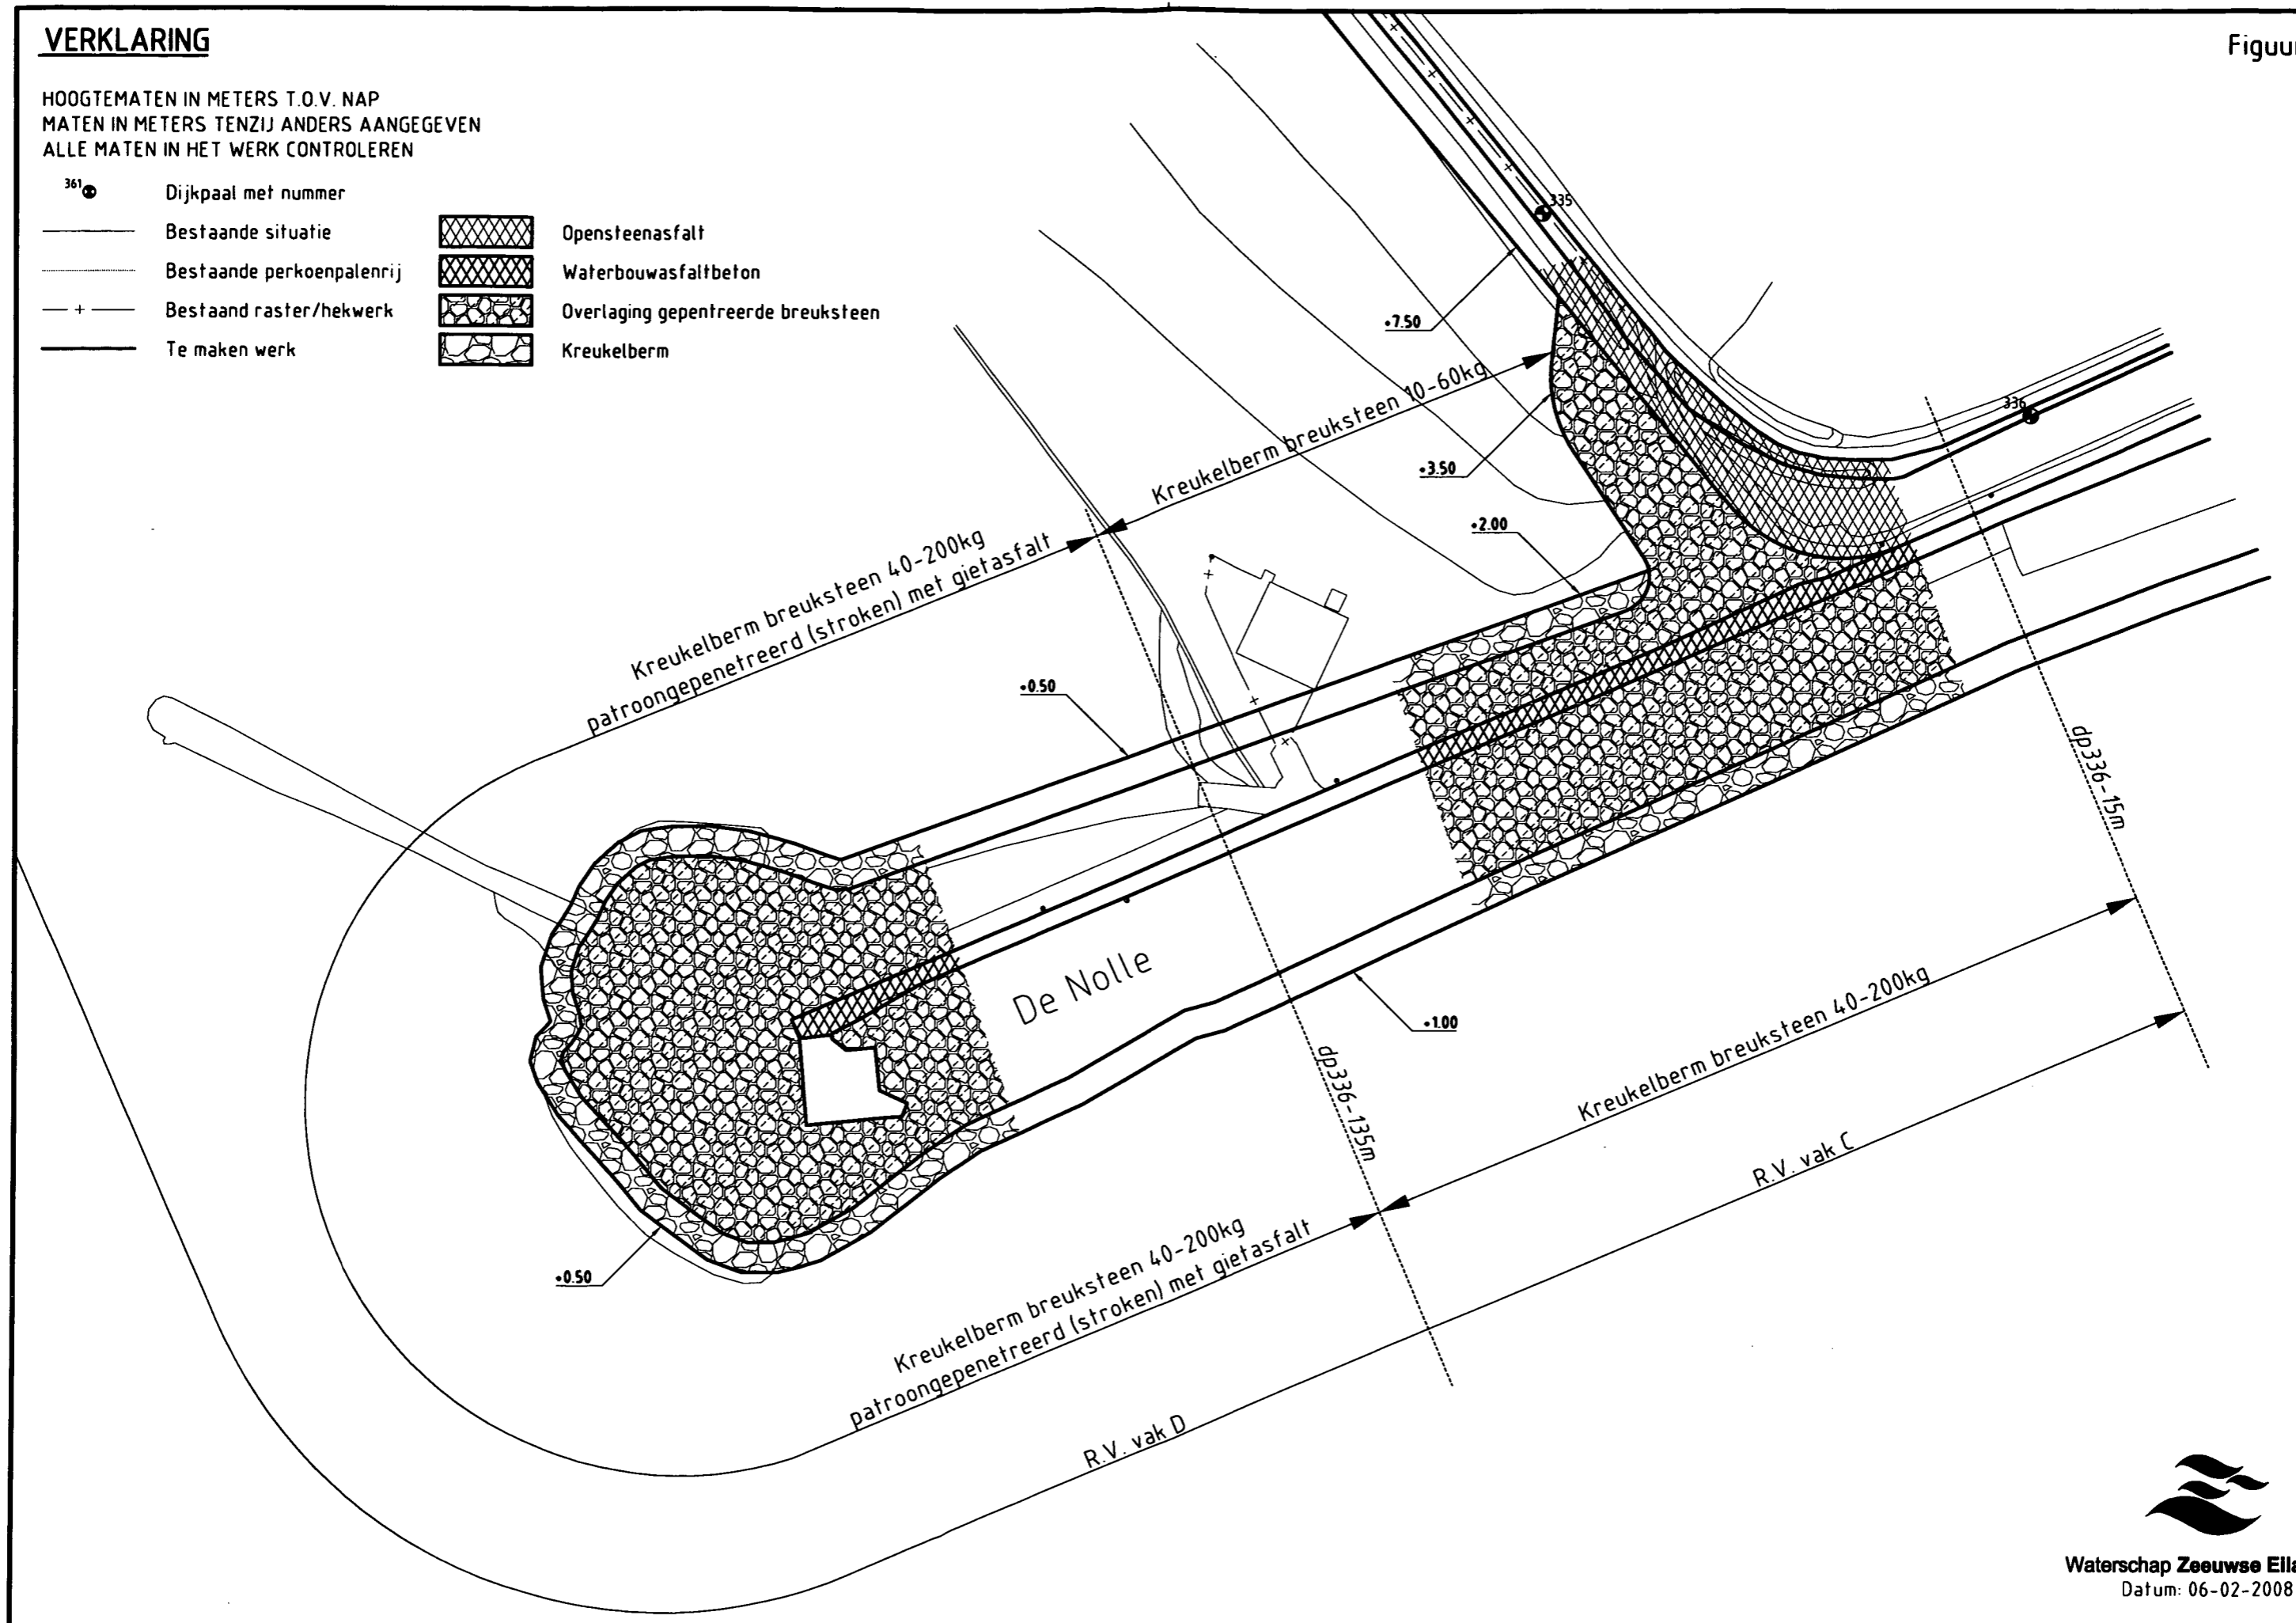 VERKLARING
Figuur
HOOGTEMATEN IN METERS T.O.V. NAP
MATEN IN METERS TENZIJ ANDERS AANGEGEVEN
ALLE MATEN IN HET WERK CONTROLEREN
361
Dijkpaal met nummer
Bestaande situatie
Bestaande perkoenpalenrij
Bestaand raster/hekwerk
Te maken werk
Opensteenasfalt
Waterbouwasfaltbeton
Overlaging gepentreerde breuksteen
Kreukelberm
335
+7.50
336
Kreukelberm breuksteen 10-60kg
+3.50
+2.00
Kreukelberm breuksteen 40-200kg
patroongepenetreerd (stroken) met gietasfalt
+0.50
dp336-15m
De Nolle
+1.00
dp336-135m
Kreukelberm breuksteen 40-200kg
R.V. vak C
+0.50
Kreukelberm breuksteen 40-200kg
patroongepenetreerd (stroken) met gietasfalt
R.V. vak D
Waterschap Zeeuwse Eila
Datum: 06-02-2008